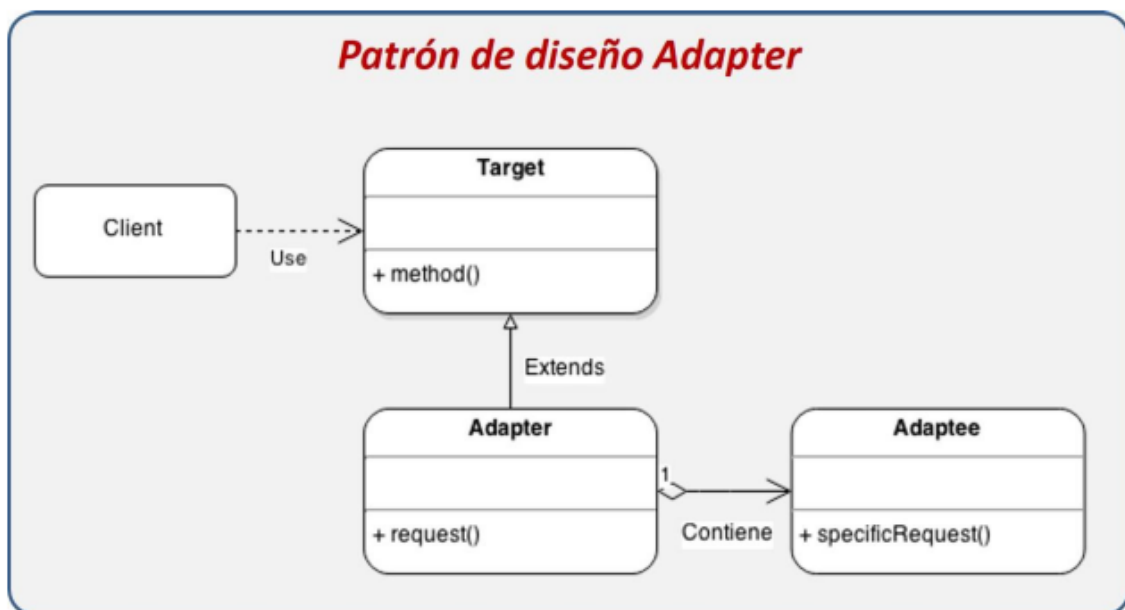 Patrón de diseño Adapter
Target
Client
Use
+ method()
Extends
Adapter
Adaptee
1
+ request()
Contiene
+ specificRequest()